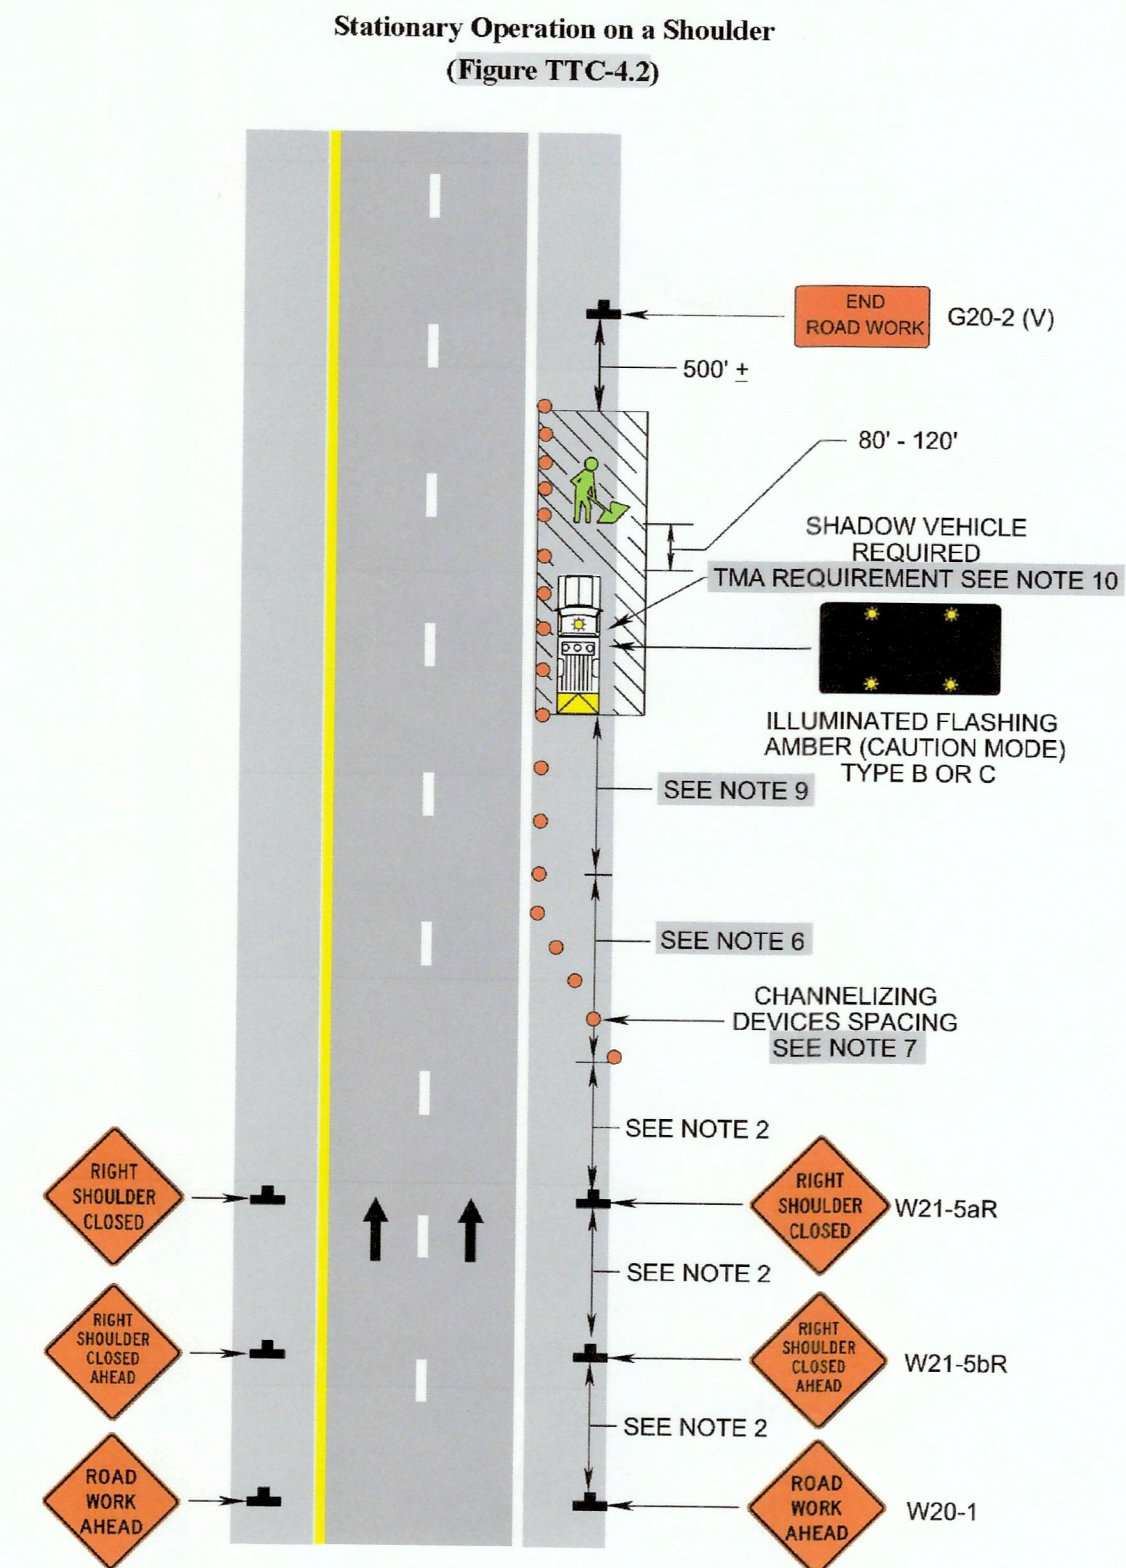 Stationary Operation on a Shoulder
(Figure TTC-4.2)
END
ROAD WORK
G20-2 (V)
500' ±
80' - 120'
SHADOW VEHICLE
REQUIRED
TMA REQUIREMENT SEE NOTE 10
ILLUMINATED FLASHING
AMBER (CAUTION MODE)
TYPE B OR C
SEE NOTE 9
SEE NOTE 6
CHANNELIZING
DEVICES SPACING
SEE NOTE 7
SEE NOTE 2
RIGHT
SHOULDER
CLOSED
RIGHT
SHOULDER
CLOSED
W21-5aR
SEE NOTE 2
RIGHT
SHOULDER
CLOSED
AHEAD
RIGHT
SHOULDER
CLOSED
AHEAD
W21-5bR
SEE NOTE 2
ROAD
WORK
AHEAD
ROAD
WORK
AHEAD
W20-1